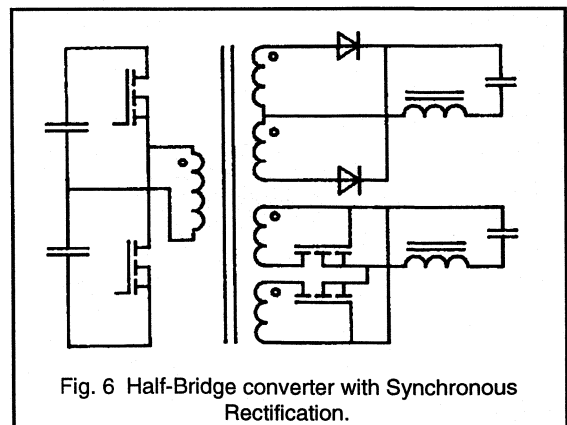 Fig. 6 Half-Bridge converter with Synchronous
Rectification.